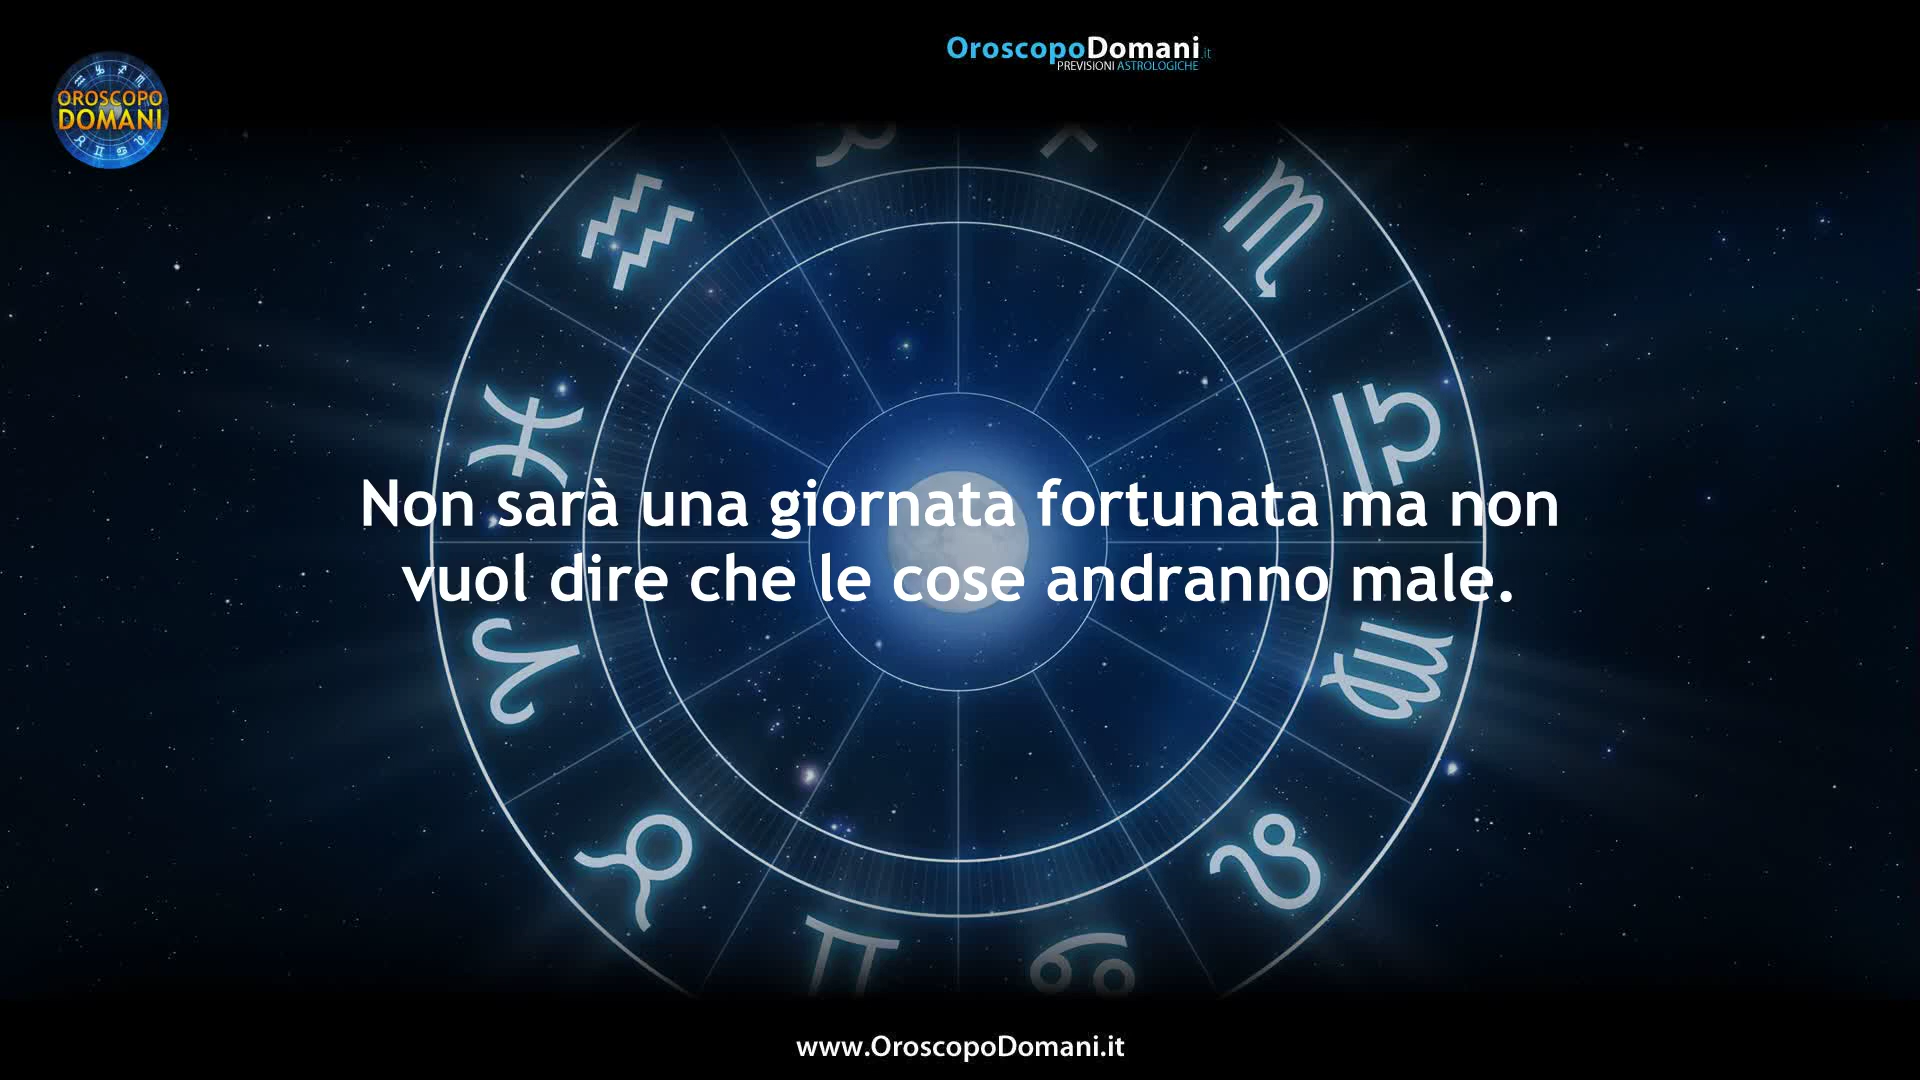 OroscopoDomani.it
PREVISIONI ASTROLOGICHE
OROSCOPO
DOMANI
Non sarà una giornata fortunata ma non
vuol dire che le cose andranno male.
www.OroscopoDomani.it